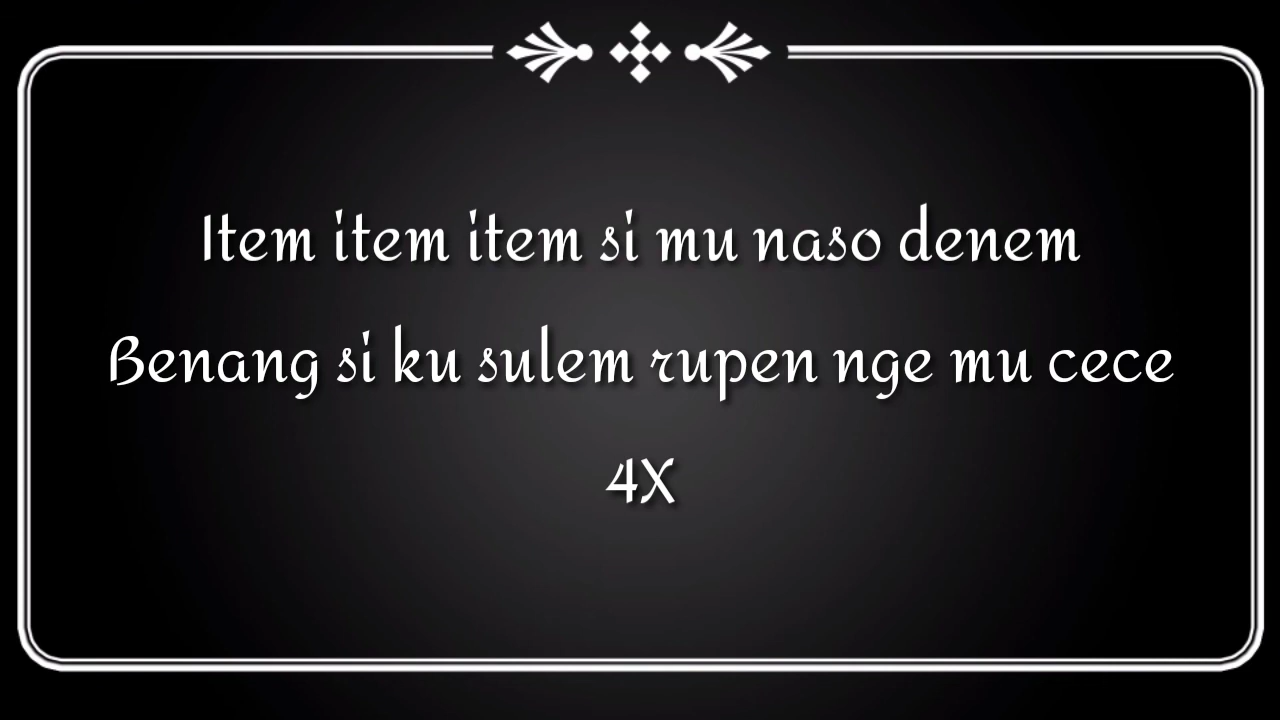 Item item item si mu naso denem
Benang si ku sulem rupen nge mu cece
4X